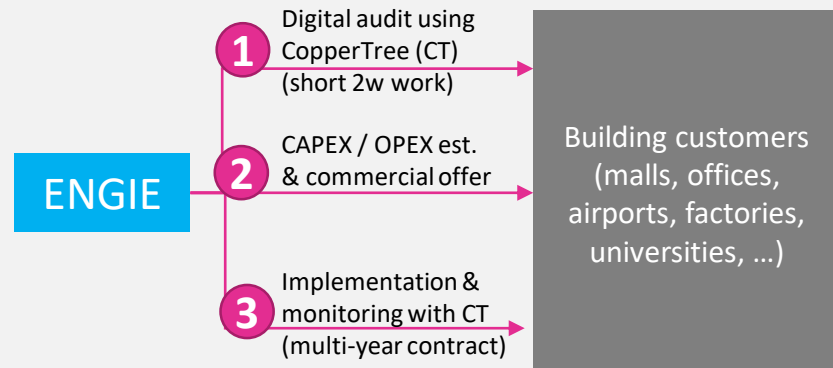 ENGIE
1
Digital audit using
CopperTree (CT)
(short 2w work)
2
CAPEX / OPEX est.
& commercial offer
3
Implementation &
monitoring with CT
(multi-year contract)
Building customers
(malls, offices,
airports, factories,
universities, …)